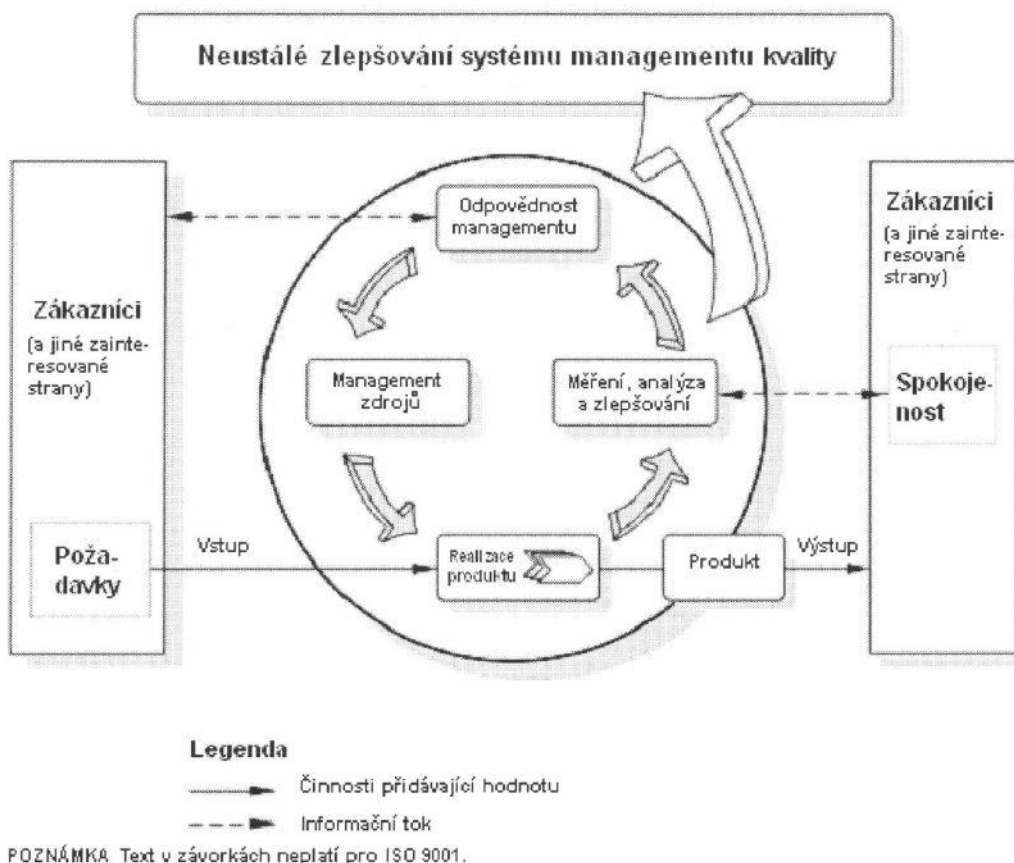 Neustálé zlepšování systému managementu kvality
Zákazníci
(a jiné zainte-
resované
strany)
Poža-
davky
Vstup
Odpovědnost
managementu
Management
zdrojů
Měření, analýza
a zlepšování
Realizace
produktu
Produkt
Výstup
Zákazníci
(a jiné zainte-
resované
strany)
Spokoje-
nost
Legenda
Činnosti přidávající hodnotu
Informační tok
POZNÁMKA Text v závorkách neplatí pro ISO 9001.